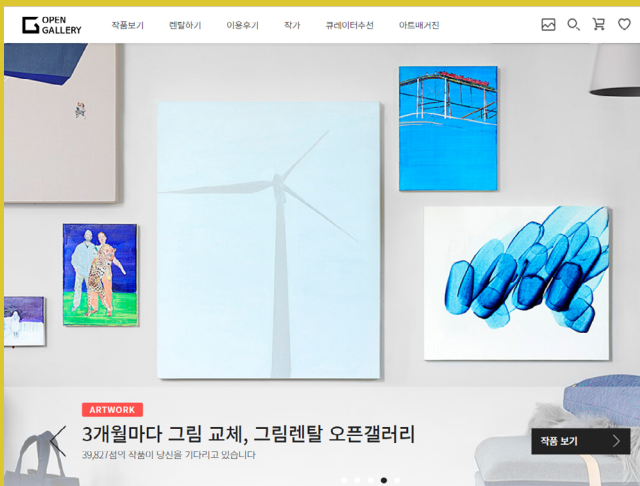 OPEN
GALLERY
작품보기 렌탈하기 이용후기 작가 큐레이터추천 아트매거진
ARTWORK
3개월마다 그림 교체, 그림렌탈 오픈갤러리
39,827점의 작품이 당신을 기다리고 있습니다
작품 보기